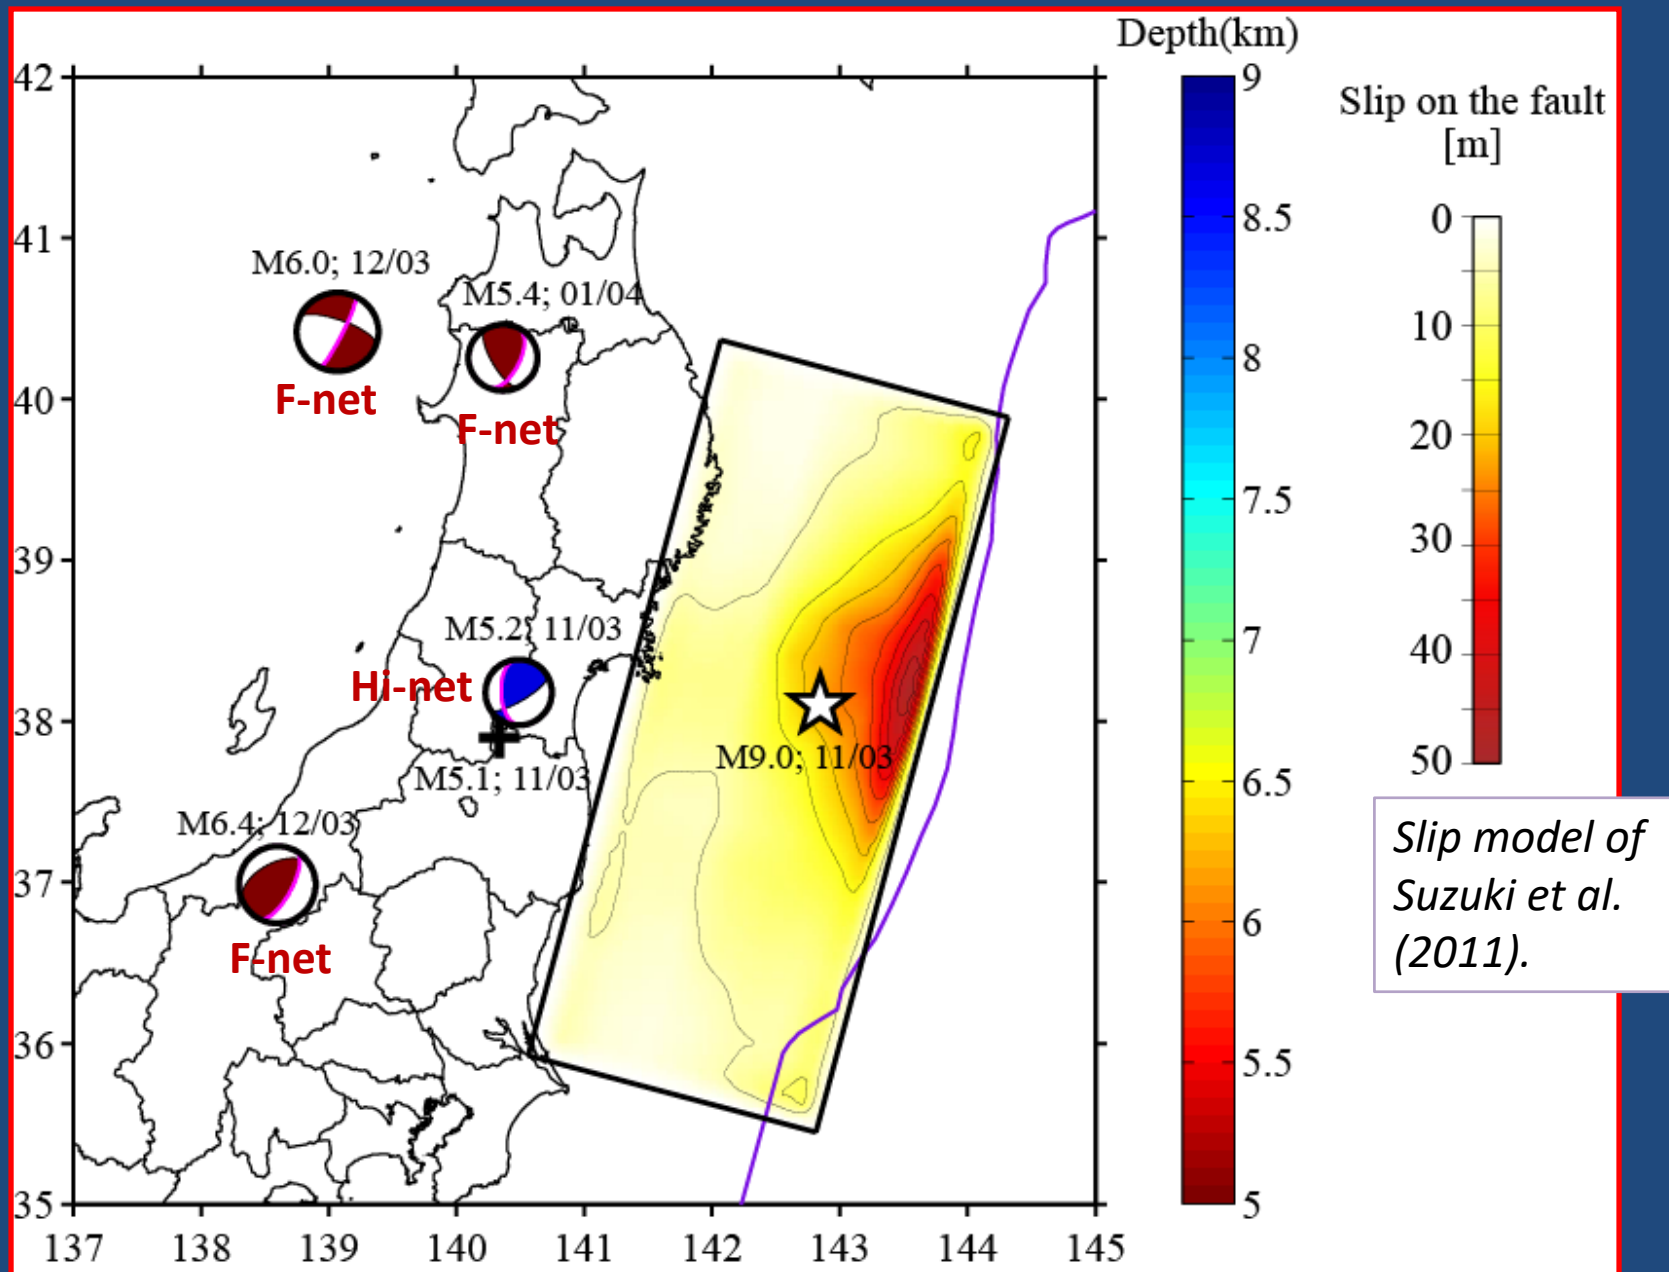 Depth(km)
Slip on the fault
[m]
42
41
40
39
38
37
36
35
137
138
139
140
141
142
143
144
145
M6.0; 12/03
F-net
M5.4; 01/04
F-net
M5.2; 11/03
Hi-net
M5.1; 11/03
M9.0; 11/03
M6.4; 12/03
F-net
9
8.5
8
7.5
7
6.5
6
5.5
5
0
10
20
30
40
50
Slip model of
Suzuki et al.
(2011).